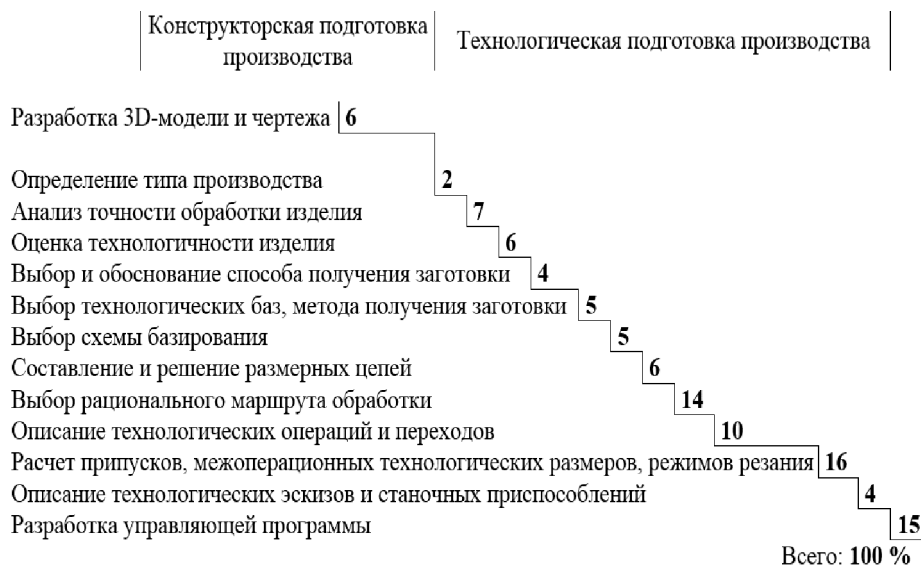 Конструкторская подготовка
производства
Технологическая подготовка производства
Разработка 3D-модели и чертежа 6
Определение типа производства 2
Анализ точности обработки изделия 7
Оценка технологичности изделия 6
Выбор и обоснование способа получения заготовки 4
Выбор технологических баз, метода получения заготовки 5
Выбор схемы базирования 5
Составление и решение размерных цепей 6
Выбор рационального маршрута обработки 14
Описание технологических операций и переходов 10
Расчет припусков, межоперационных технологических размеров, режимов резания 16
Описание технологических эскизов и станочных приспособлений 4
Разработка управляющей программы 15
Всего: 100 %